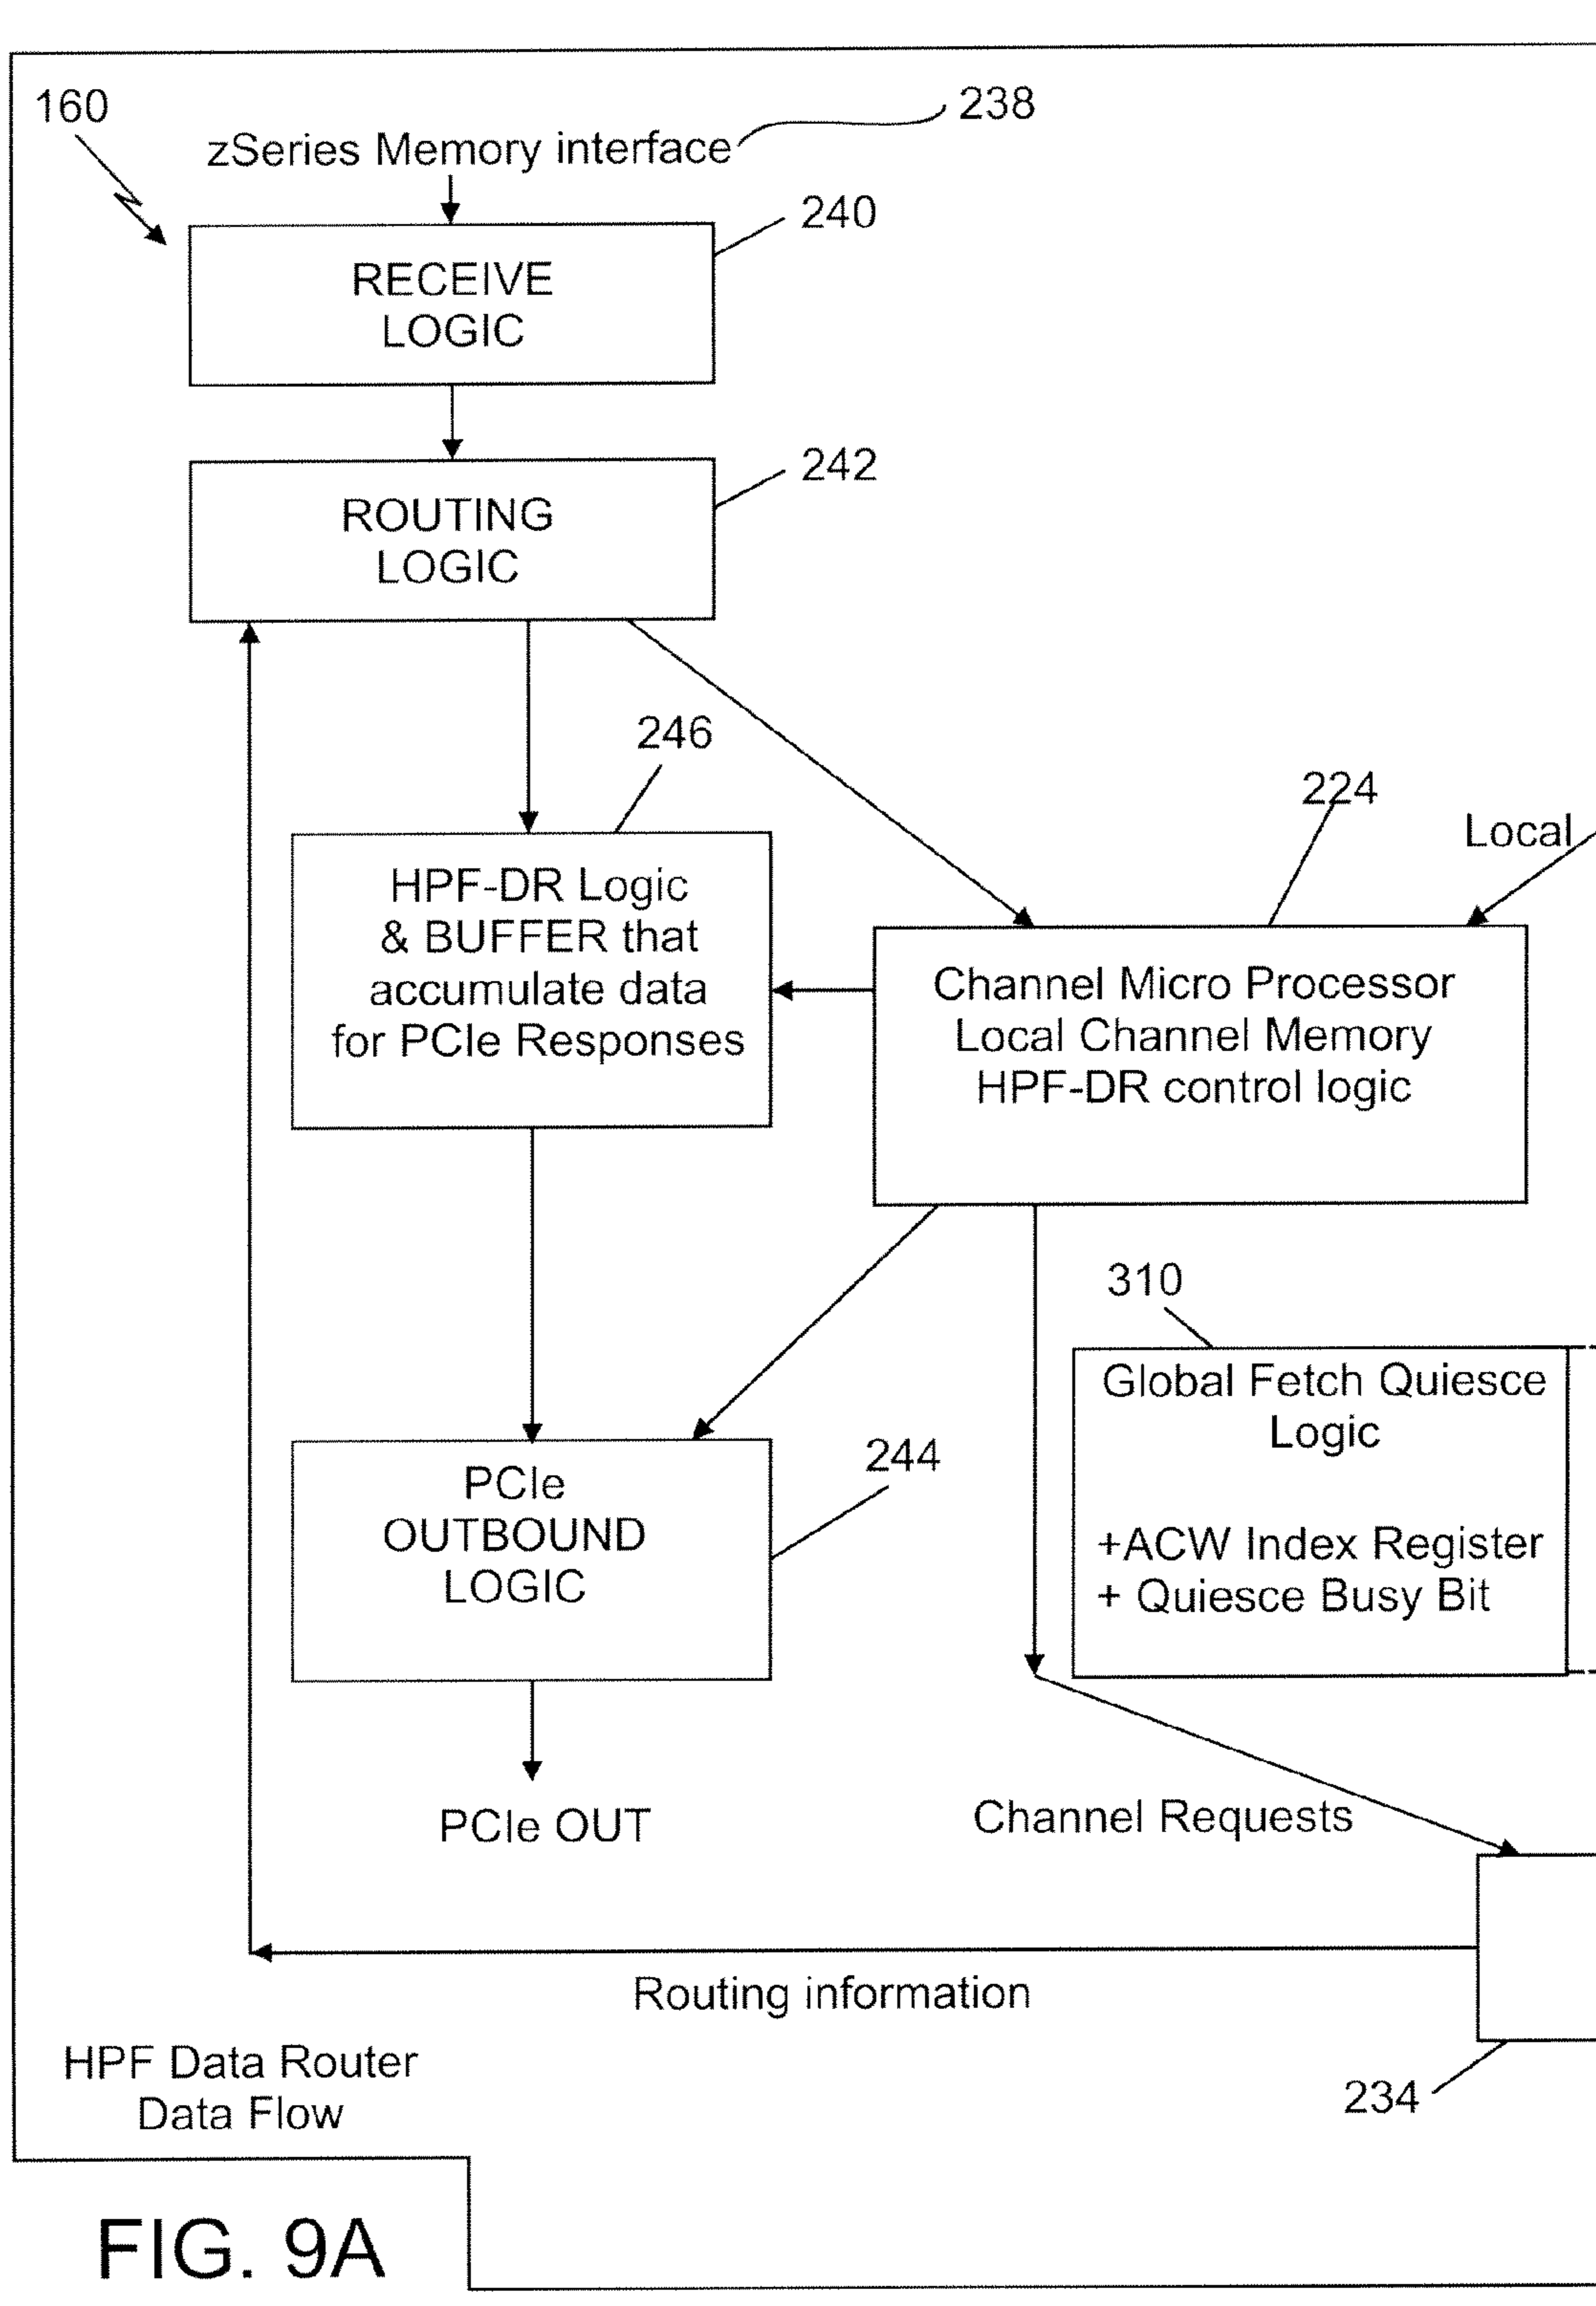 160
238
zSeries Memory interface
240
RECEIVE
LOGIC
242
ROUTING
LOGIC
246
224
Local
HPF-DR Logic
& BUFFER that
accumulate data
for PCIe Responses
Channel Micro Processor
Local Channel Memory
HPF-DR control logic
310
Global Fetch Quiesce
Logic
+ACW Index Register
+ Quiesce Busy Bit
244
PCIe
OUTBOUND
LOGIC
PCIe OUT
Channel Requests
Routing information
234
HPF Data Router
Data Flow
FIG. 9A